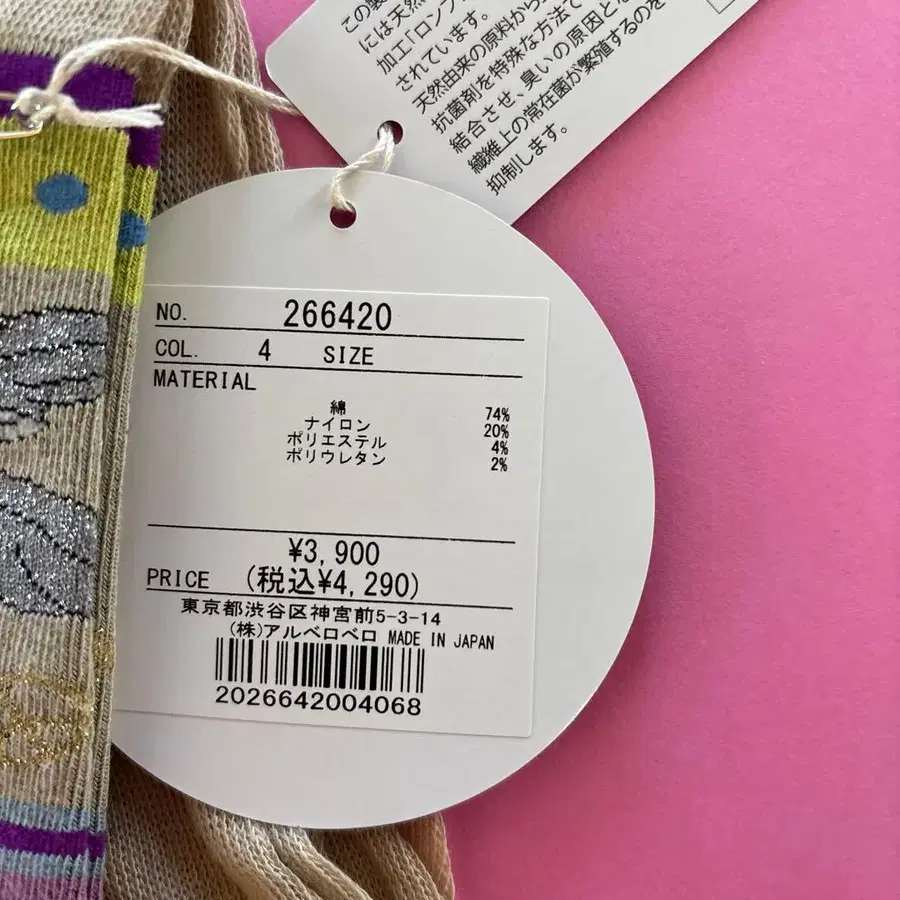 この製
には天然
加工「ロンフ
されています。
天然由来の原料から
抗菌剤を特殊な方法で
結合させ、臭いの原因とな
繊維上の常在菌が繁殖するのを
抑制します。
NO. 266420
COL. 4 SIZE
MATERIAL
綿 74%
ナイロン 20%
ポリエステル 4%
ポリウレタン 2%
¥3,900
PRICE (税込¥4,290)
東京都渋谷区神宮前5-3-14
(株)アルベロベロ MADE IN JAPAN
2026642004068